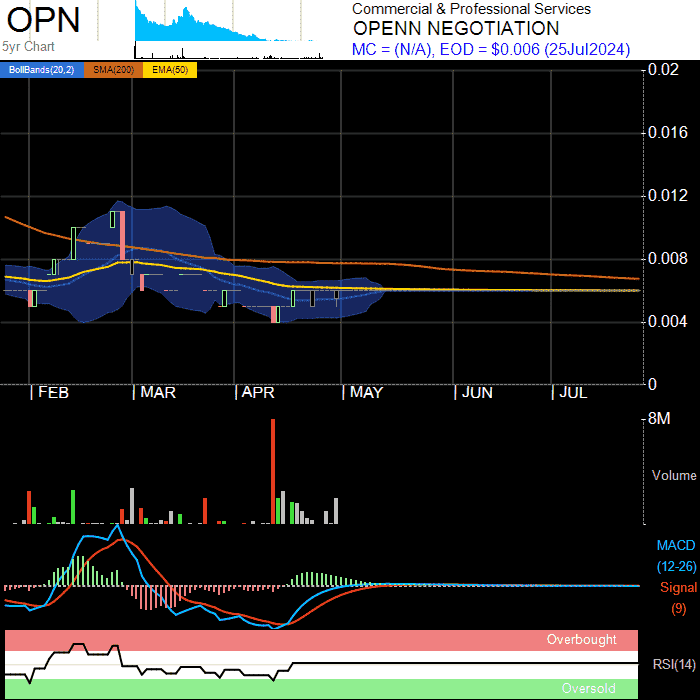 OPN
5yr Chart
Commercial & Professional Services
OPENN NEGOTIATION
MC = (N/A), EOD = $0.006 (25Jul2024)
BollBands(20,2) SMA(200) EMA(50)
0.02
0.016
0.012
0.008
0.004
0
FEB MAR APR MAY JUN JUL
8M
Volume
MACD
(12-26)
Signal
(9)
Overbought
RSI(14)
Oversold